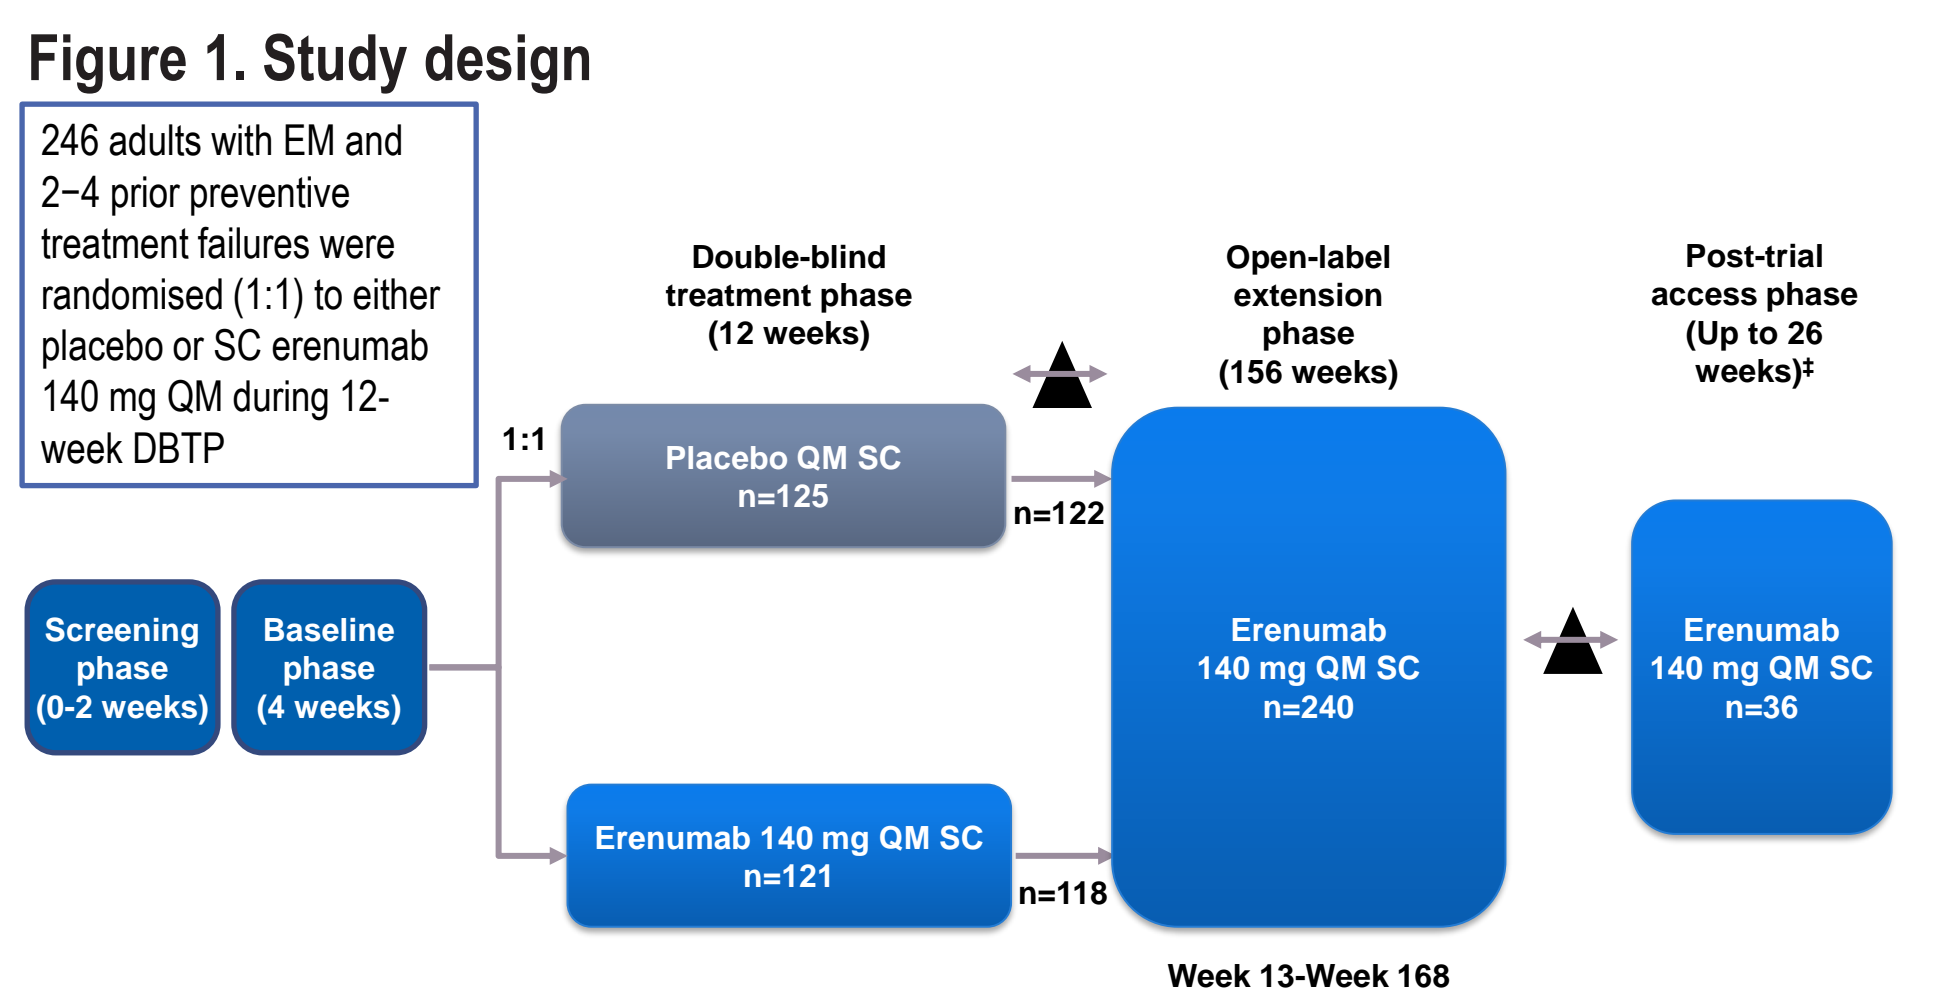 Figure 1. Study design
246 adults with EM and
2−4 prior preventive
treatment failures were
randomised (1:1) to either
placebo or SC erenumab
140 mg QM during 12-
week DBTP
Screening
phase
(0-2 weeks)
Baseline
phase
(4 weeks)
1:1
Double-blind
treatment phase
(12 weeks)
Placebo QM SC
n=125
n=122
Erenumab 140 mg QM SC
n=121
n=118
Open-label
extension
phase
(156 weeks)
Erenumab
140 mg QM SC
n=240
Week 13-Week 168
Post-trial
access phase
(Up to 26
weeks)‡
Erenumab
140 mg QM SC
n=36